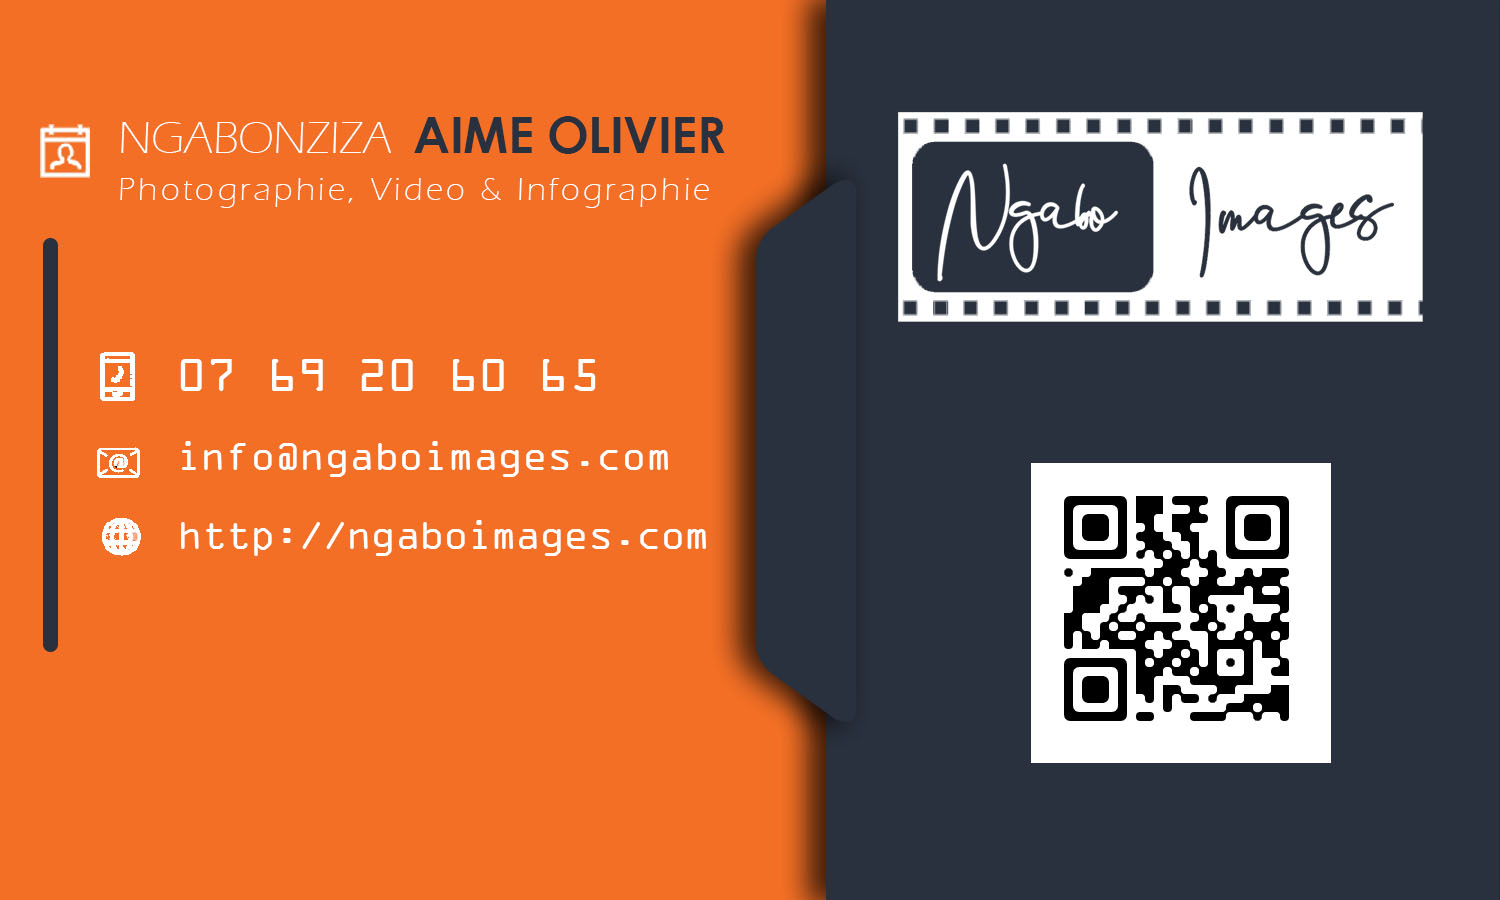 NGABONZIZA AIME OLIVIER
Photographie, Video & Infographie
07 69 20 60 65
info@ngaboimages.com
http://ngaboimages.com
Ngabo Images